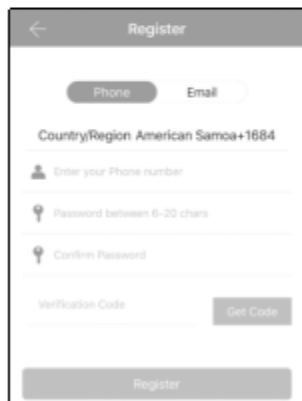 Register
Phone Email
Country/Region American Samoa+1684
Enter your Phone number
Password between 6-20 chars
Confirm Password
Verification Code Get Code
Register